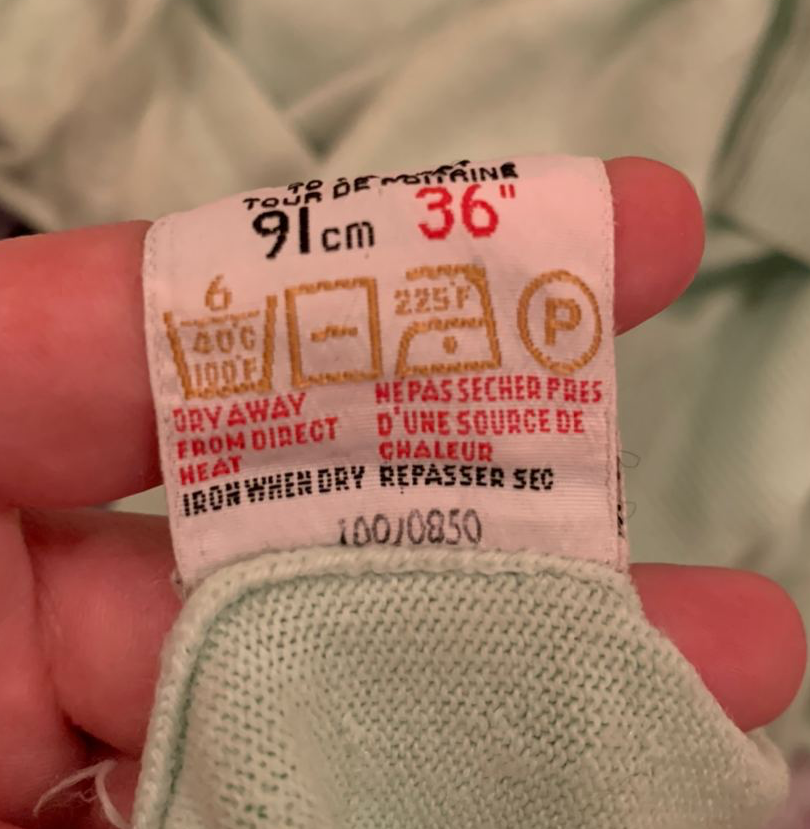 TO
TOUR DE POITRINE
91cm 36"
6
40°C
100°F
225°F
P
DRY AWAY
FROM DIRECT
HEAT
NE PAS SECHER PRES
D'UNE SOURCE DE
CHALEUR
IRON WHEN DRY REPASSER SEC
100/0850